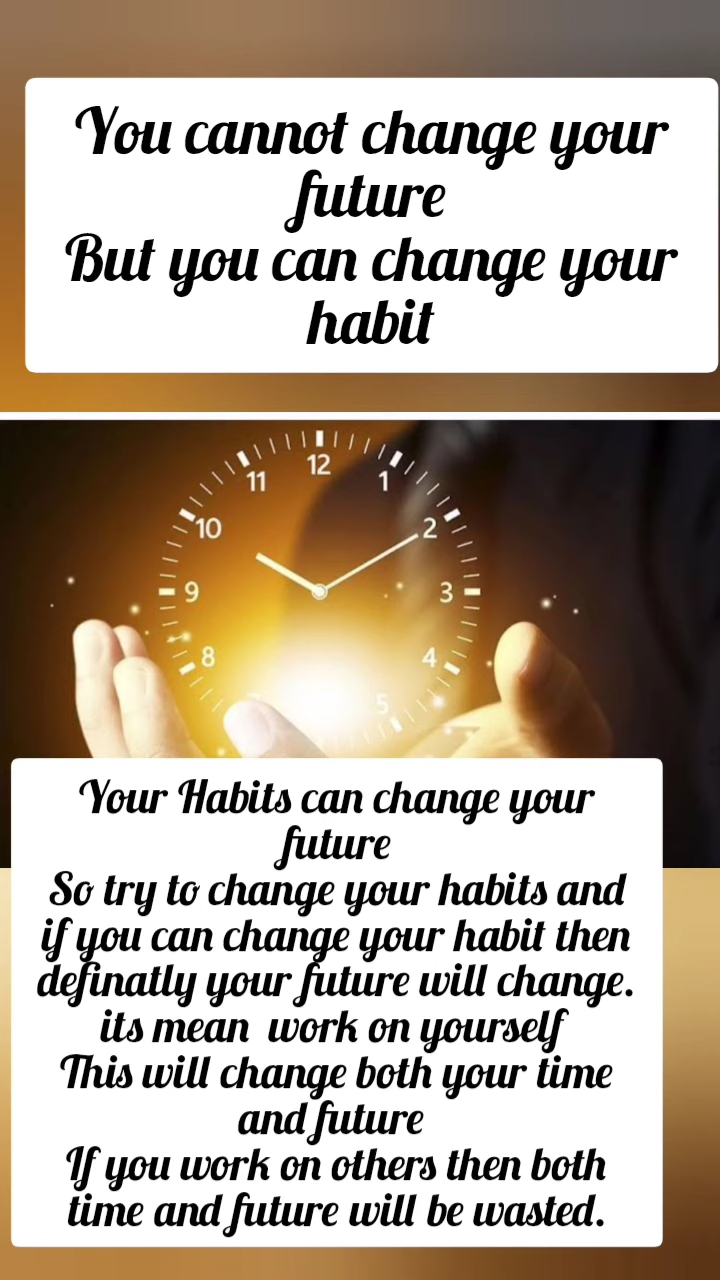 You cannot change your
future
But you can change your
habit
12
11
1
10
2
9
3
8
4
5
Your Habits can change your
future
So try to change your habits and
if you can change your habit then
definatly your future will change.
its mean work on yourself
This will change both your time
and future
If you work on others then both
time and future will be wasted.